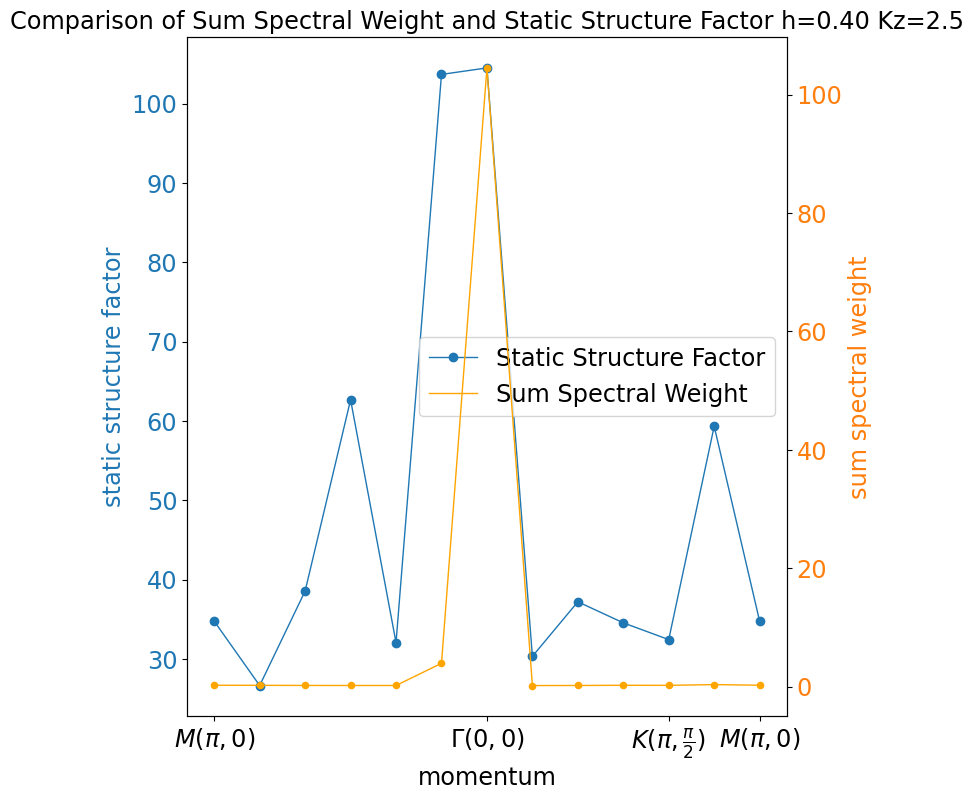 Comparison of Sum Spectral Weight and Static Structure Factor h=0.40 Kz=2.5
100
90
80
70
60
50
40
30
static structure factor
100
80
60
40
20
0
sum spectral weight
Static Structure Factor
Sum Spectral Weight
M(π, 0)
Γ(0, 0)
K(π, π/2)
M(π, 0)
momentum